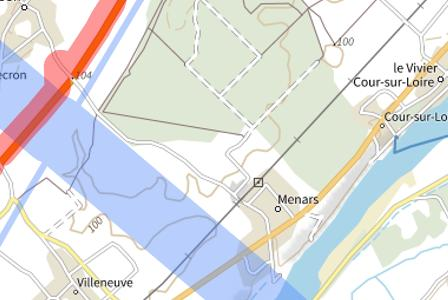 100
le Vivier
Cour-sur-Loire
ecron
104
Cour-sur-Lo
Menars
100
Villeneuve